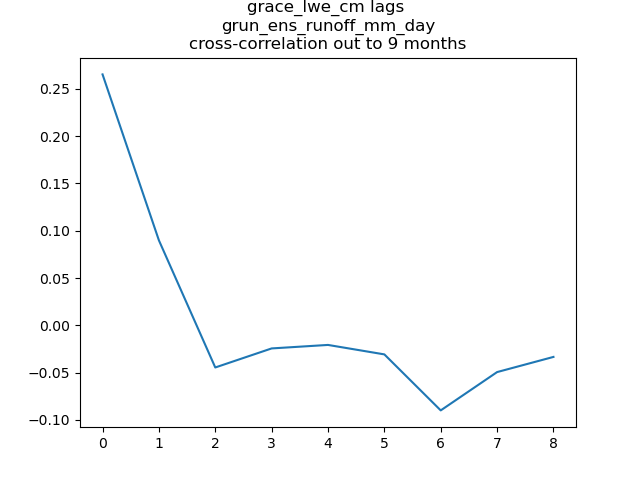 grace_lwe_cm lags
grun_ens_runoff_mm_day
cross-correlation out to 9 months
0.25
0.20
0.15
0.10
0.05
0.00
−0.05
−0.10
0 1 2 3 4 5 6 7 8